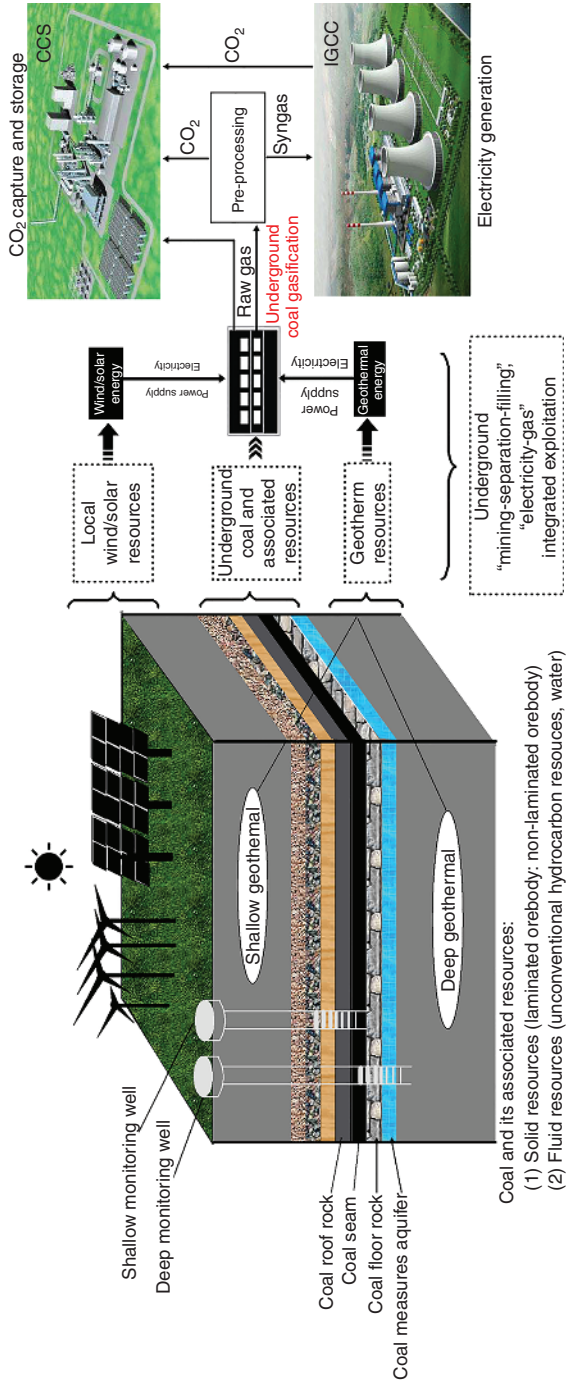 Shallow monitoring well
Deep monitoring well
Coal roof rock
Coal seam
Coal floor rock
Coal measures aquifer
Shallow geothemal
Deep geothermal
Coal and its associated resources:
(1) Solid resources (laminated orebody: non-laminated orebody)
(2) Fluid resources (unconventional hydrocarbon resouces, water)
Local
wind/solar
resources
Underground
coal and
associated
resources
Geotherm
resources
Wind/solar
energy
Power supply
Electricity
Power
supply
Electricity
Geothermal
energy
Underground
"mining-separation-filling;
"electricity-gas"
integrated exploitation
Raw gas
Underground
coal gasification
Pre-processing
CO2
Syngas
CO2
CO2 capture and storage
CCS
IGCC
Electricity generation